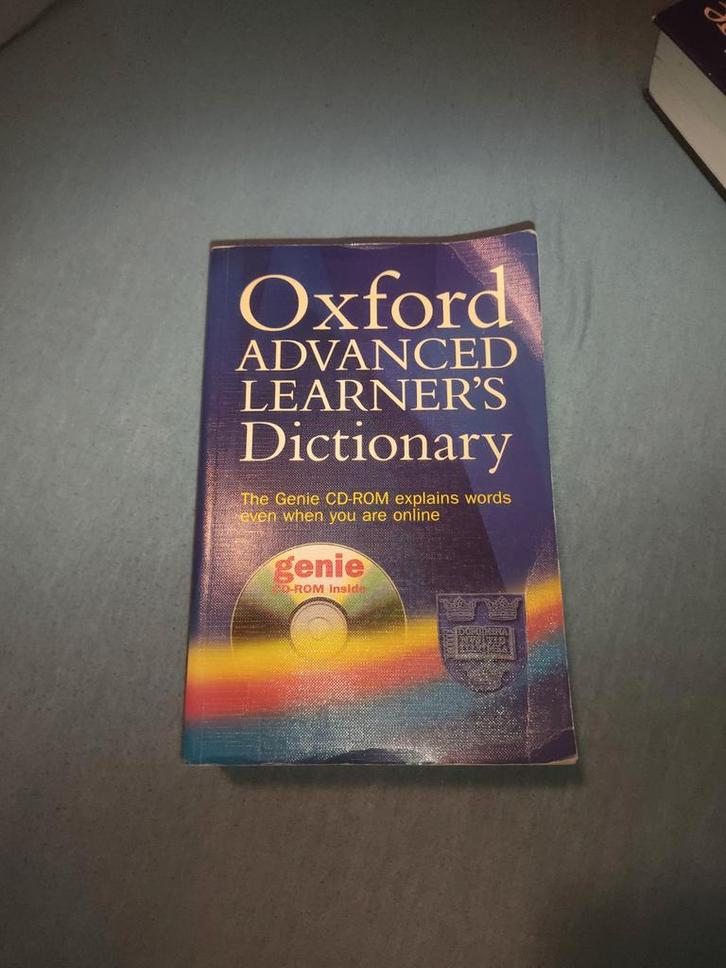 Oxford
ADVANCED
LEARNER'S
Dictionary
The Genie CD-ROM explains words
even when you are online
genie
CD-ROM inside